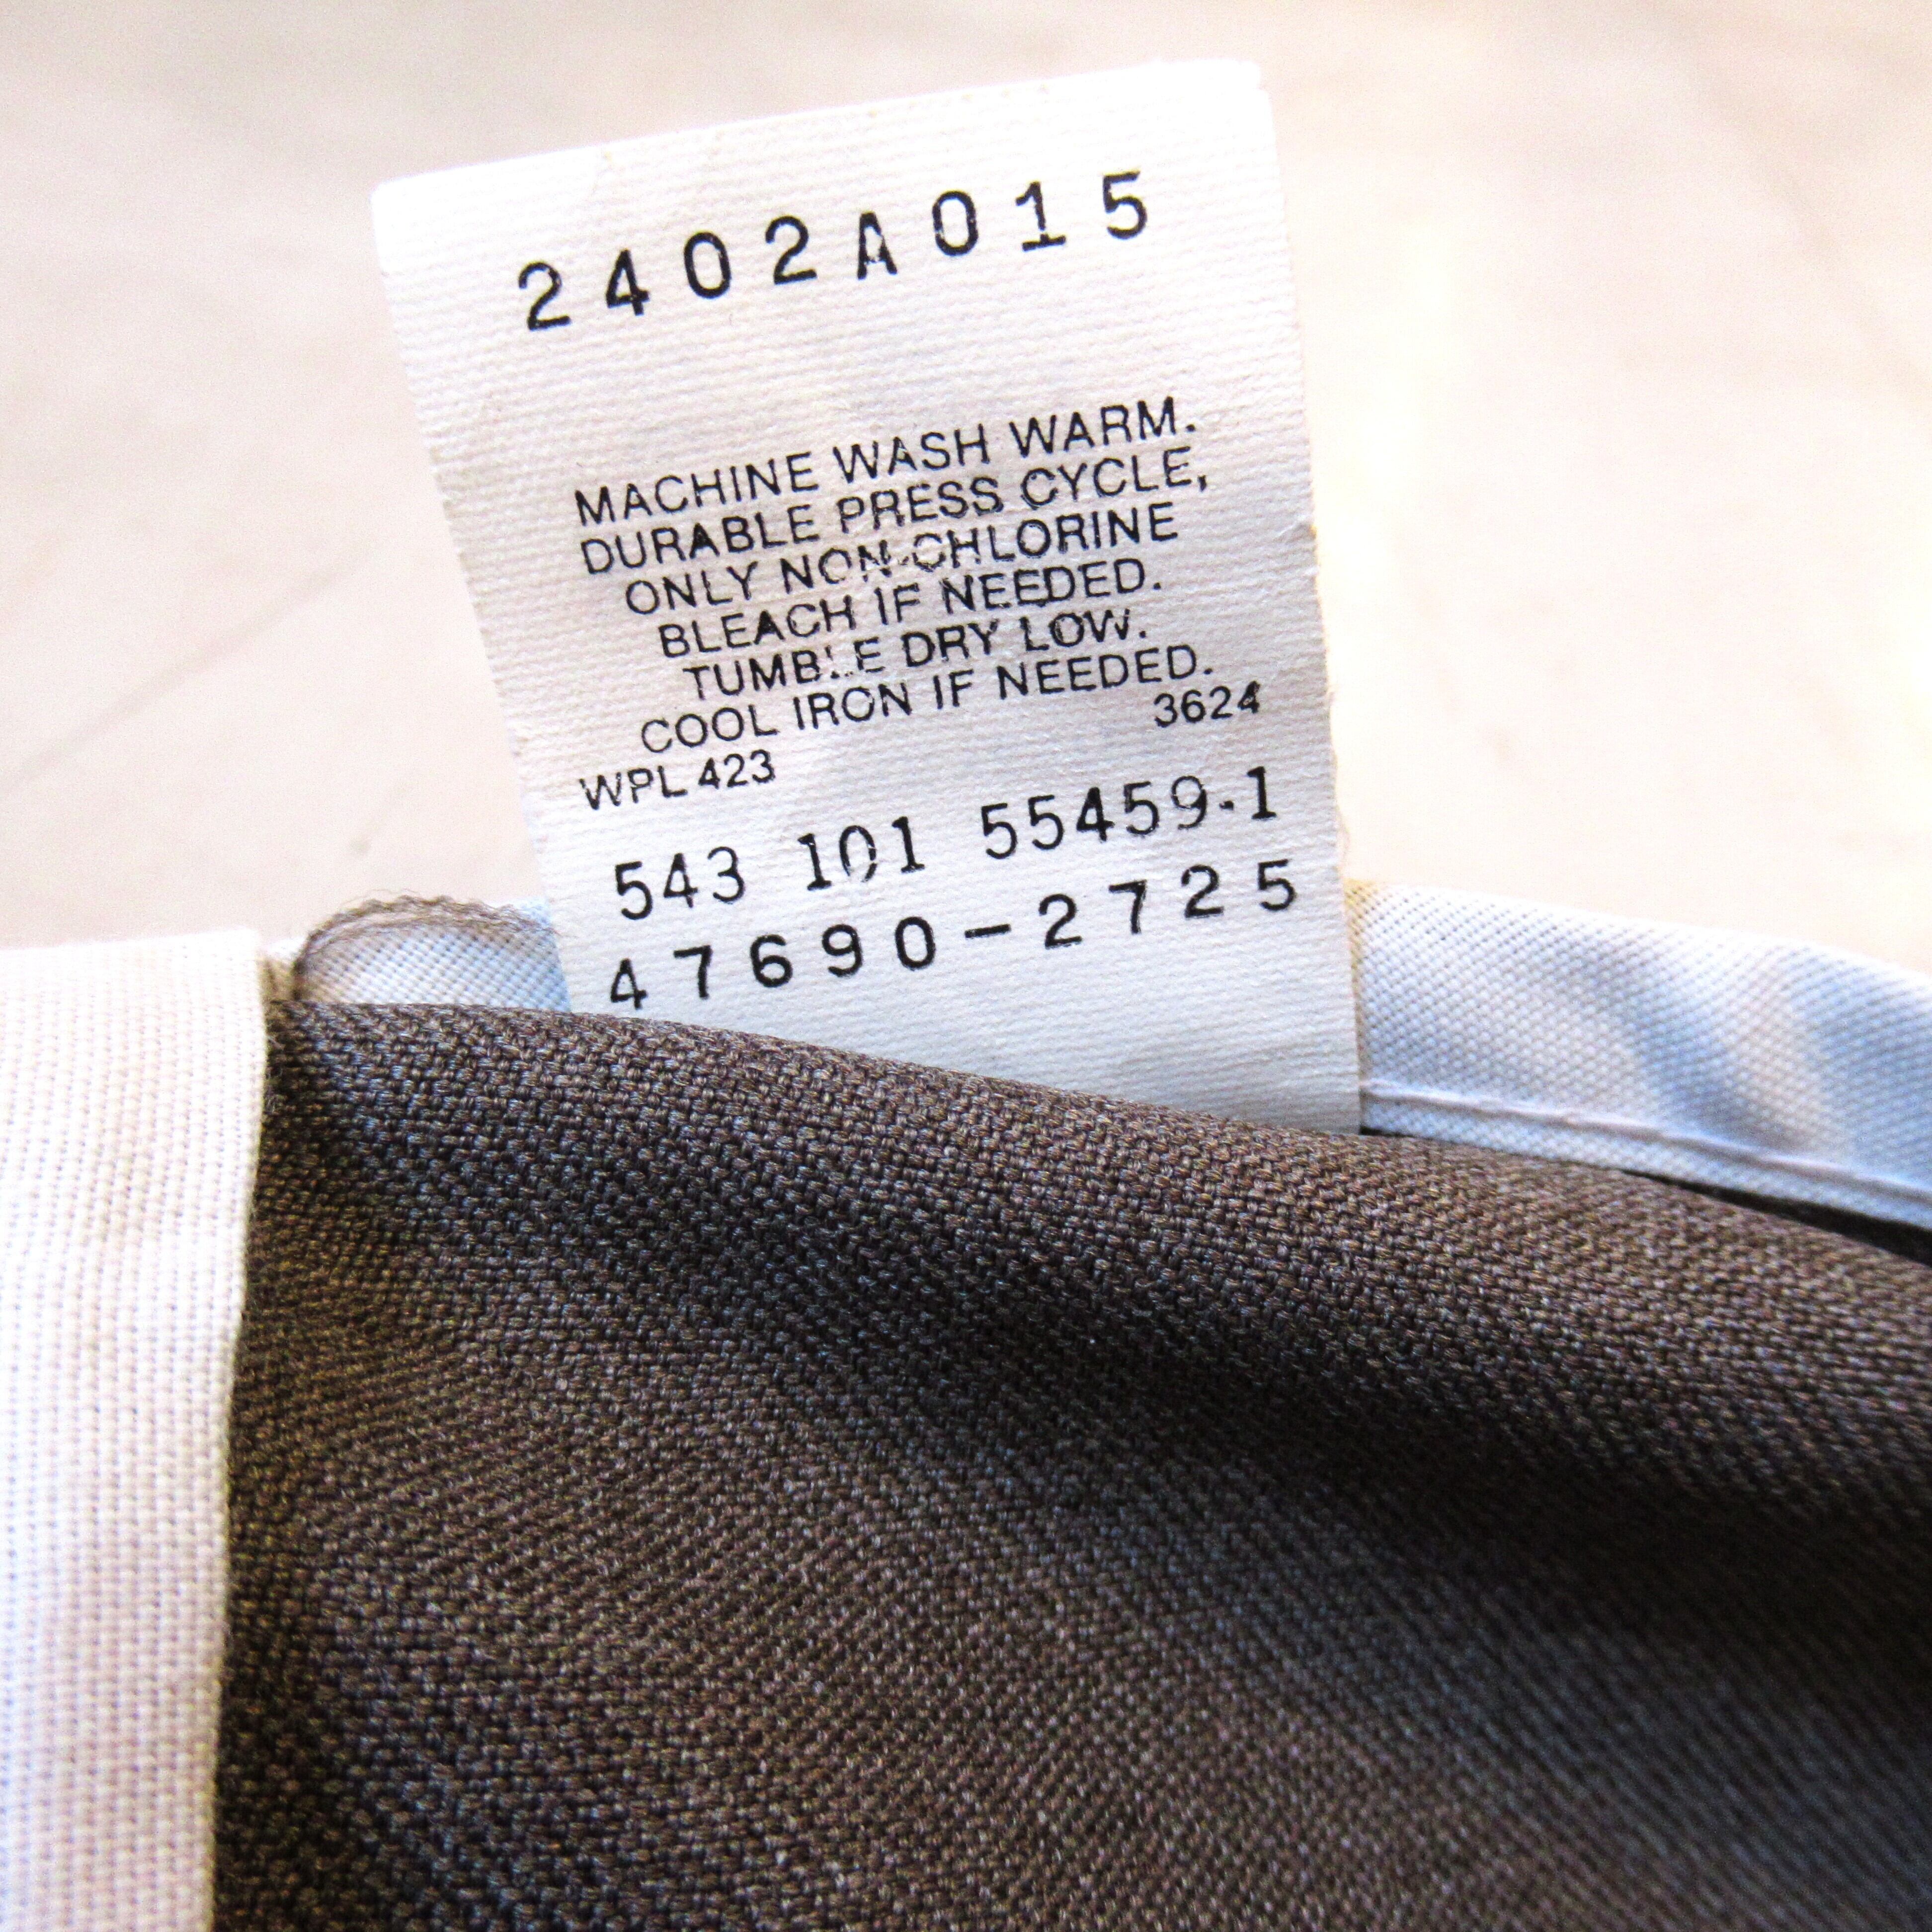 2402A015
MACHINE WASH WARM.
DURABLE PRESS CYCLE,
ONLY NON-CHLORINE
BLEACH IF NEEDED.
TUMBLE DRY LOW.
COOL IRON IF NEEDED.
3624
WPL 423
543 101 55459-1
47690-2725